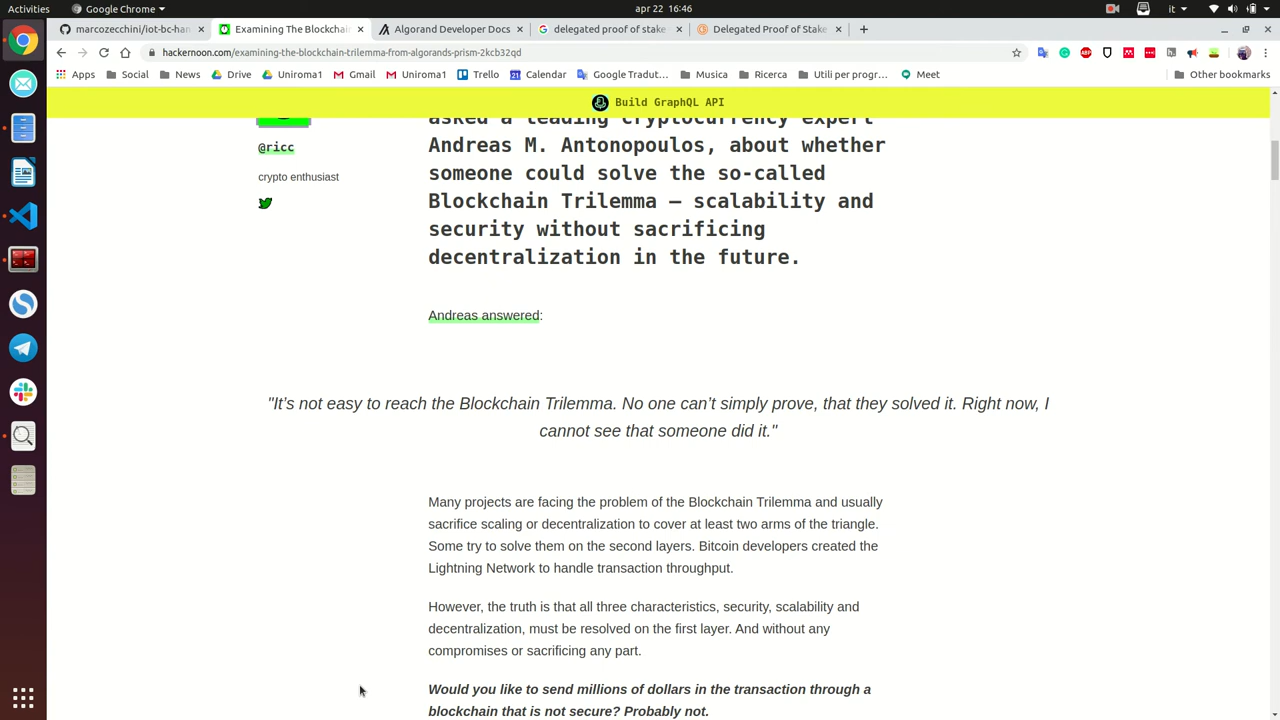 Activities
Google Chrome
apr 22 16:46
it
marcozecchini/iot-bc-han
Examining The Blockchai
Algorand Developer Docs
delegated proof of stake
Delegated Proof of Stake
hackernoon.com/examining-the-blockchain-trilemma-from-algorands-prism-2kcb32qd
Apps
Social
News
Drive
Uniroma1
Gmail
Uniroma1
Trello
Calendar
Google Tradut...
Musica
Ricerca
Utili per progr...
Meet
Other bookmarks
Build GraphQL API
asked a leading cryptocurrency expert
Andreas M. Antonopoulos, about whether
someone could solve the so-called
Blockchain Trilemma — scalability and
security without sacrificing
decentralization in the future.
@ricc
crypto enthusiast
Andreas answered:
"It's not easy to reach the Blockchain Trilemma. No one can't simply prove, that they solved it. Right now, I
cannot see that someone did it."
Many projects are facing the problem of the Blockchain Trilemma and usually
sacrifice scaling or decentralization to cover at least two arms of the triangle.
Some try to solve them on the second layers. Bitcoin developers created the
Lightning Network to handle transaction throughput.
However, the truth is that all three characteristics, security, scalability and
decentralization, must be resolved on the first layer. And without any
compromises or sacrificing any part.
Would you like to send millions of dollars in the transaction through a
blockchain that is not secure? Probably not.